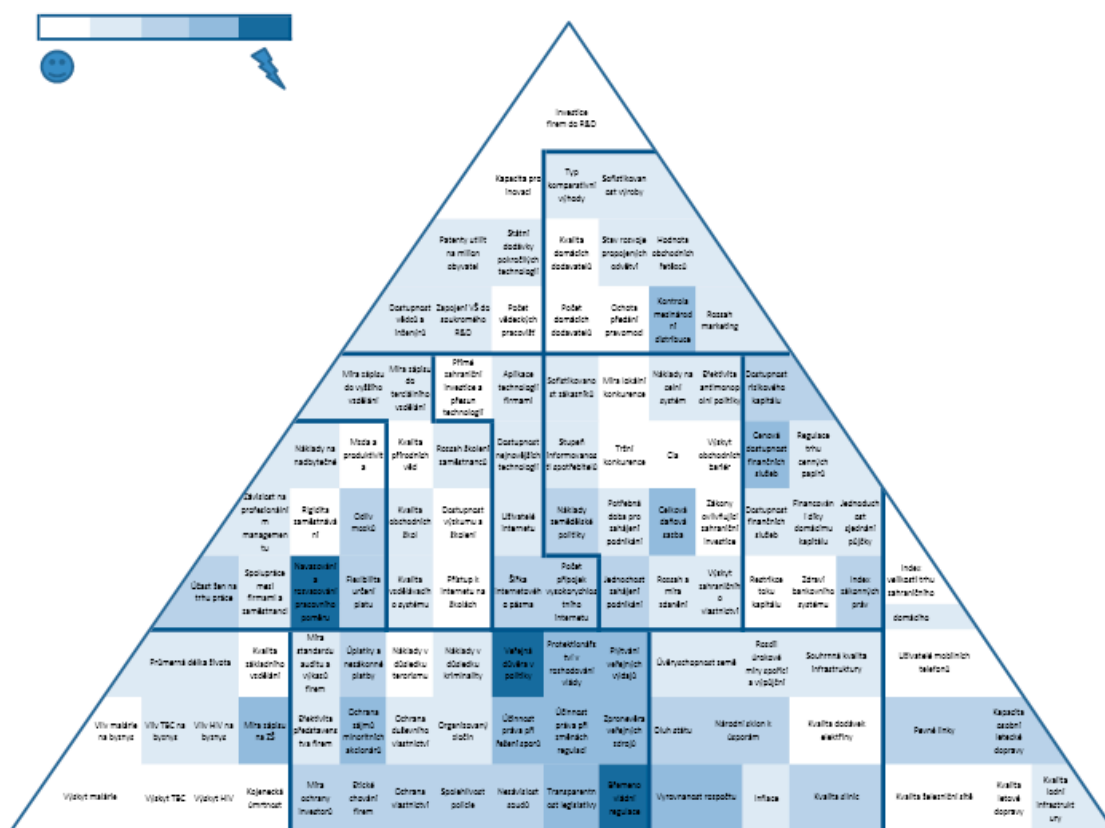 Investice
firem do R&D
Kapacita pro
inovací
Typ
komparativní
výhody
Sofistikovan
ost výroby
Patenty utilit
na milion
obyvatel
Státní
dodávky
pokročilých
technologií
Kvalita
domácích
dodavatelů
Stav rozvoje
propojených
odvětví
Hodnota
obchodních
řetězců
Dostupnost
vědců a
inženýrů
Zapojení VŠ do
soukromého
R&D
Počet
vědeckých
pracovišť
Počet
domácích
dodavatelů
Ochota
předání
pravomocí
Kontrola
mezinárod
ní
distribuce
Rozsah
marketing
Míra zápisu
do vyššího
vzdělání
Míra zápisu
do
terciálního
vzdělání
Přímé
zahraniční
investice a
přesun
technologií
Aplikace
technologií
firmami
Sofistikovano
st zákazníků
Míra lokální
konkurence
Náklady na
celní
systém
Efektivita
antimonop
olní politiky
Dostupnost
rizikového
kapitálu
Náklady na
nadbytečné
Mzda a
produktivit
a
Kvalita
přírodních
věd
Rozsah školení
zaměstnanců
Dostupnost
nejnovějších
technologií
Stupeň
informovanos
ti spotřebitelů
Tržní
konkurence
Cla
Výskyt
obchodních
bariér
Cenová
dostupnost
finančních
služeb
Regulace
trhu
cenných
papírů
Závislost na
profesionální
m
managemen
tu
Rigidita
zaměstnává
ní
Odliv
mozků
Kvalita
obchodních
škol
Dostupnost
výzkumu a
školení
Uživatelé
internetu
Náklady
zemědělské
politiky
Potřebná
doba pro
zahájení
podnikání
Celková
daňová
sazba
Zákony
ovlivňující
zahraniční
investice
Dostupnost
finančních
služeb
Financován
í díky
domácímu
kapitálu
Jednoduch
ost
sjednání
půjčky
Účast žen na
trhu práce
Spolupráce
mezi
firmami a
zaměstnanci
Navazování
a
rozvazování
pracovního
poměru
Flexibilita
určení
platu
Kvalita
vzdělávacíh
o systému
Přístup k
internetu na
školách
Šířka
internetovéh
o pásma
Počet
přípojek
vysokorychlos
tního
internetu
Jednochost
zahájení
podnikání
Rozsah a
míra
zdanění
Výskyt
zahraničníh
o
vlastnictví
Restrikce
toku
kapitálu
Zdraví
bankovního
systému
Index
zákonných
práv
Index
velikosti trhu
zahraničního
domácího
Průměrná délka života
Kvalita
základního
vzdělání
Míra
standardu
auditu a
výkazů
firem
Úplatky a
nezákonné
platby
Náklady v
důsledku
terorismu
Náklady v
důsledku
kriminality
Veřejná
důvěra v
politiky
Protekcionářs
tví v
rozhodování
vlády
Plýtvání
veřejných
výdajů
Úvěryschopnost země
Rozdíl
úrokové
míry spořicí
a výpůjční
Souhrnná kvalita
infrastruktury
Uživatelé mobilních
telefonů
Vliv malárie
na byznys
Vliv TBC na
byznys
Vliv HIV na
byznys
Míra zápisu
na ZŠ
Efektivita
představens
tva firem
Ochrana
zájmů
minoritních
akcionářů
Ochrana
duševního
vlastnictví
Organizovaný
zločin
Účinnost
práva při
řešení sporů
Účinnost
práva při
změnách
regulací
Zpronevěra
veřejných
zdrojů
Dluh státu
Národní sklon k
úsporám
Kvalita dodávek
elektřiny
Pevné linky
Kapacita
osobní
letecké
dopravy
Výskyt malárie
Výskyt TBC
Výskyt HIV
Kojenecká
úmrtnost
Míra
ochrany
investorů
Etické
chování
firem
Ochrana
vlastnictví
Spolehlivost
policie
Nezávislost
soudů
Transparentn
ost legislativy
Břemeno
vládní
regulace
Vyrovnanost rozpočtu
Inflace
Kvalita silnic
Kvalita železniční sítě
Kvalita
letové
dopravy
Kvalita
lodní
infrastrukt
ury